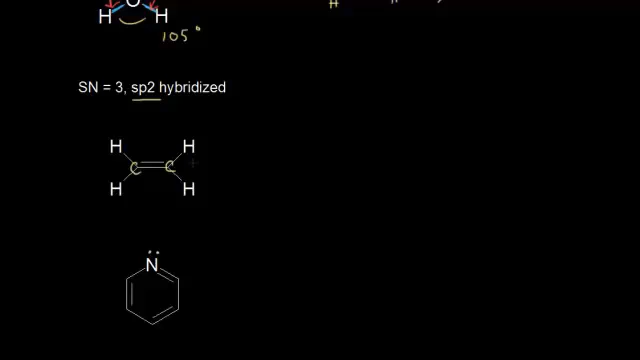 O
H H
105°
SN = 3, sp2 hybridized
H H
C C
H H
N